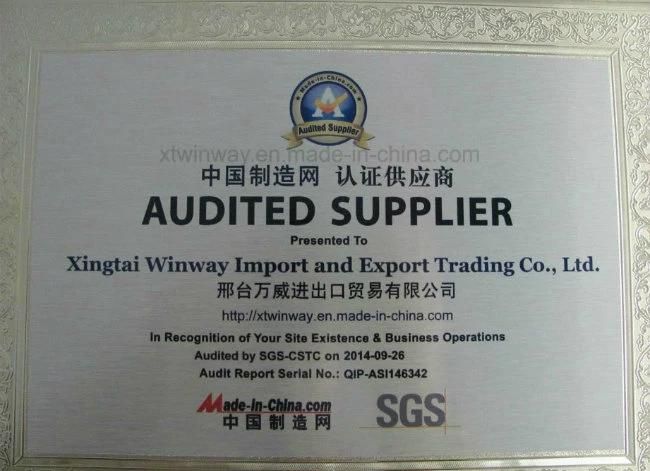 Made-in-China.com
Audited Supplier
xtwinway.en.made-in-china.com
中国制造网 认证供应商
AUDITED SUPPLIER
Presented To
Xingtai Winway Import and Export Trading Co., Ltd.
邢台万威进出口贸易有限公司
http://xtwinway.en.made-in-china.com
In Recognition of Your Site Existence & Business Operations
Audited by SGS-CSTC on 2014-09-26
Audit Report Serial No.: QIP-ASI146342
Made-in-China.com
中国制造网
SGS